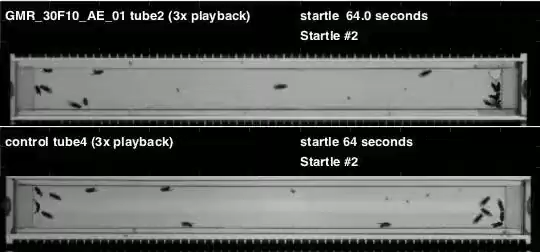 GMR_30F10_AE_01 tube2 (3x playback)
startle  64.0 seconds
Startle #2
control tube4 (3x playback)
startle 64 seconds
Startle #2